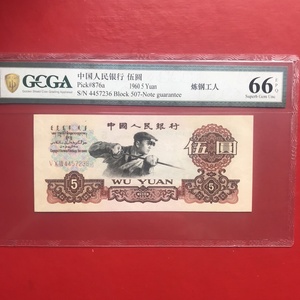 GCGA
中国人民银行 伍圆
Pick#876a 1960 5 Yuan
S/N 4457236 Block 507-Note guarantee
炼钢工人
66
Superb Gem Unc
中国人民银行
伍圆
4457236
5
WU YUAN
5